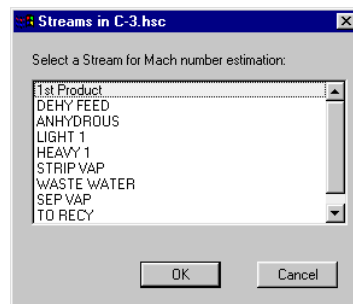 Streams in C-3.hsc
Select a Stream for Mach number estimation:
1st Product
DEHY FEED
ANHYDROUS
LIGHT 1
HEAVY 1
STRIP VAP
WASTE WATER
SEP VAP
TO RECY
OK
Cancel